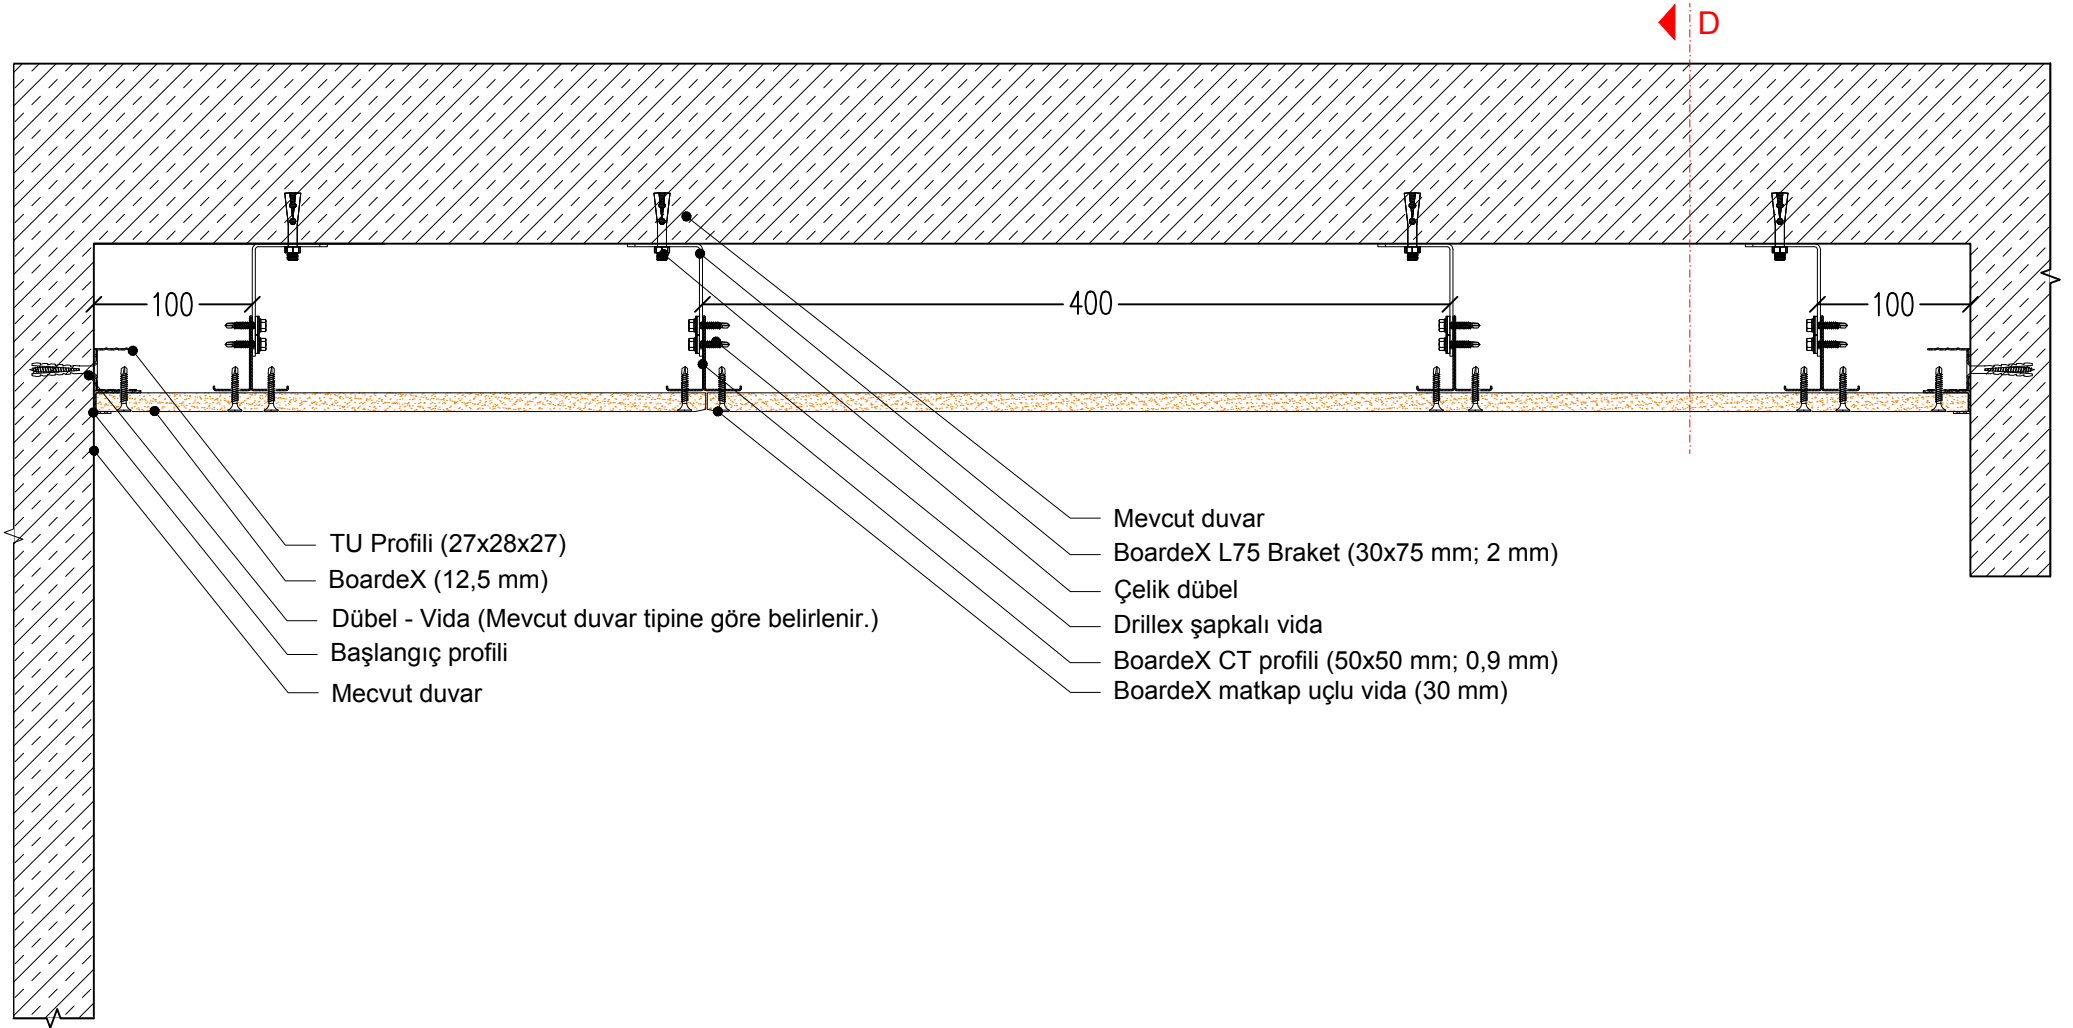 D
100
400
100
TU Profili (27x28x27)
BoardeX (12,5 mm)
Dübel - Vida (Mevcut duvar tipine göre belirlenir.)
Başlangıç profili
Mecvut duvar
Mevcut duvar
BoardeX L75 Braket (30x75 mm; 2 mm)
Çelik dübel
Drillex şapkalı vida
BoardeX CT profili (50x50 mm; 0,9 mm)
BoardeX matkap uçlu vida (30 mm)